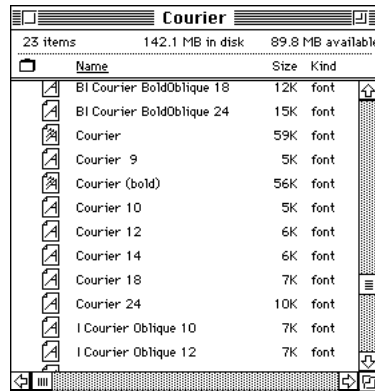 Courier
23 items 142.1 MB in disk 89.8 MB available
Name Size Kind
BI Courier BoldOblique 18 12K font
BI Courier BoldOblique 24 15K font
Courier 59K font
Courier 9 5K font
Courier (bold) 56K font
Courier 10 5K font
Courier 12 6K font
Courier 14 6K font
Courier 18 7K font
Courier 24 10K font
I Courier Oblique 10 7K font
I Courier Oblique 12 7K font